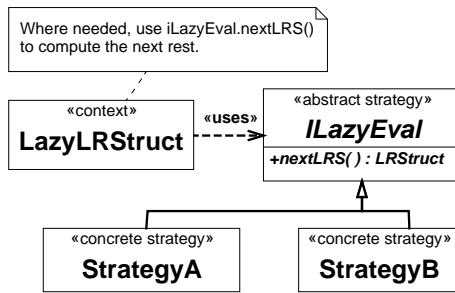 Where needed, use iLazyEval.nextLRS()
to compute the next rest.
«context»
LazyLRStruct
«uses»
«abstract strategy»
ILazyEval
+nextLRS( ) : LRStruct
«concrete strategy»
StrategyA
«concrete strategy»
StrategyB